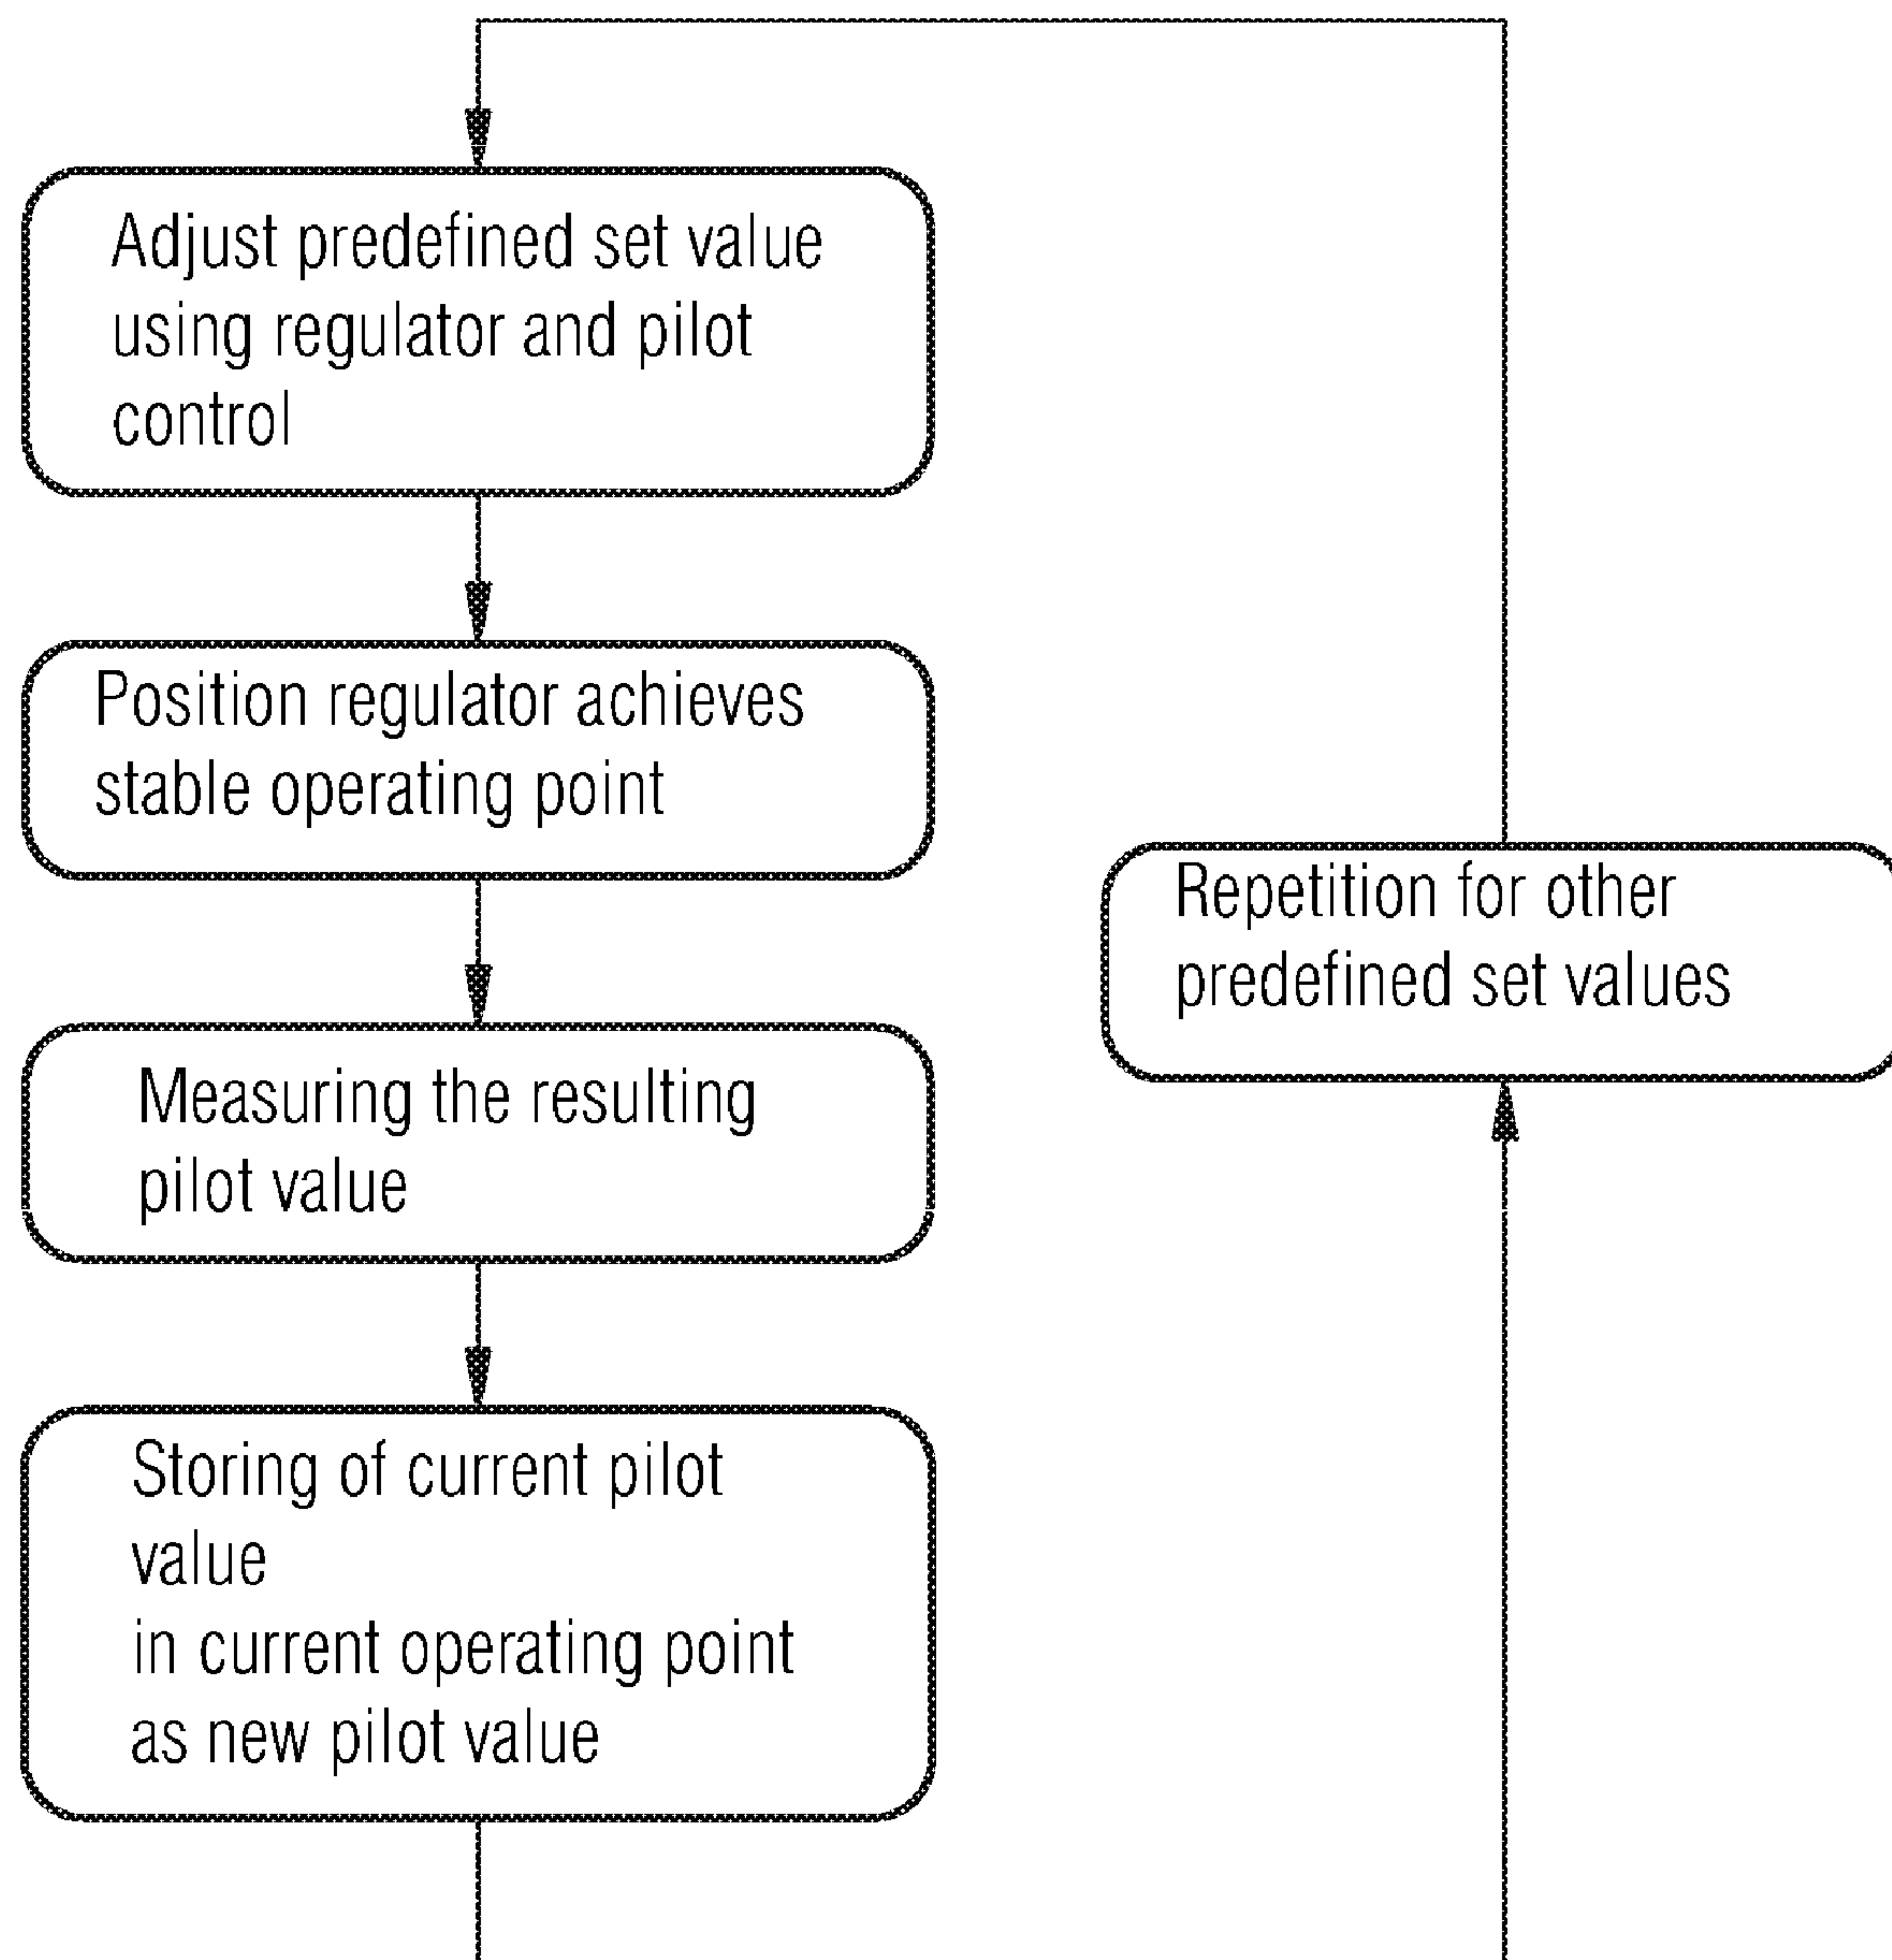 Adjust predefined set value
using regulator and pilot
control
Position regulator achieves
stable operating point
Measuring the resulting
pilot value
Storing of current pilot
value
in current operating point
as new pilot value
Repetition for other
predefined set values